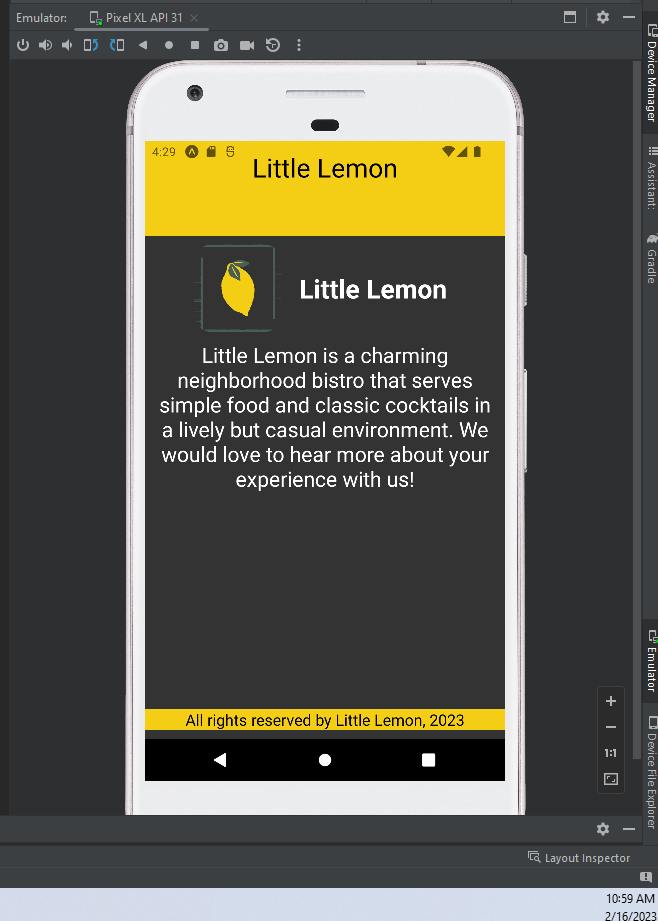 Emulator: Pixel XL API 31
Device Manager
Assistant:
Gradle
4:29
Little Lemon
Little Lemon
Little Lemon is a charming
neighborhood bistro that serves
simple food and classic cocktails in
a lively but casual environment. We
would love to hear more about your
experience with us!
All rights reserved by Little Lemon, 2023
Emulator
1:1
Device File Explorer
Layout Inspector
10:59 AM
2/16/2023